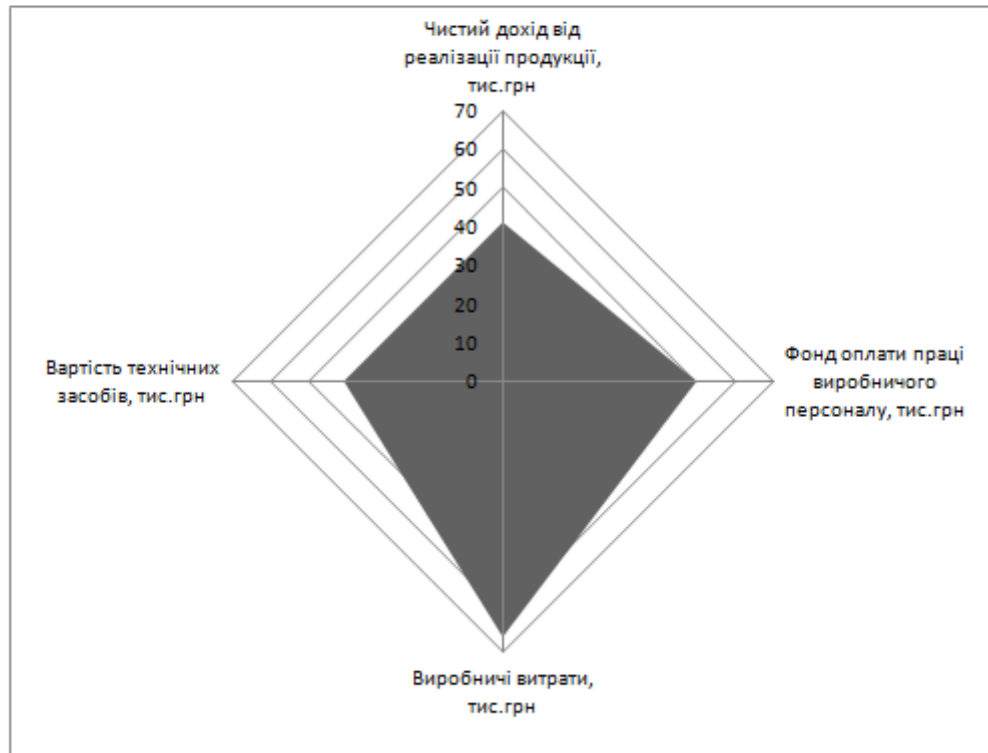 Чистий дохід від
реалізації продукції,
тис.грн
70
60
50
40
30
20
10
0
Вартість технічних
засобів, тис.грн
Фонд оплати праці
виробничого
персоналу, тис.грн
Виробничі витрати,
тис.грн